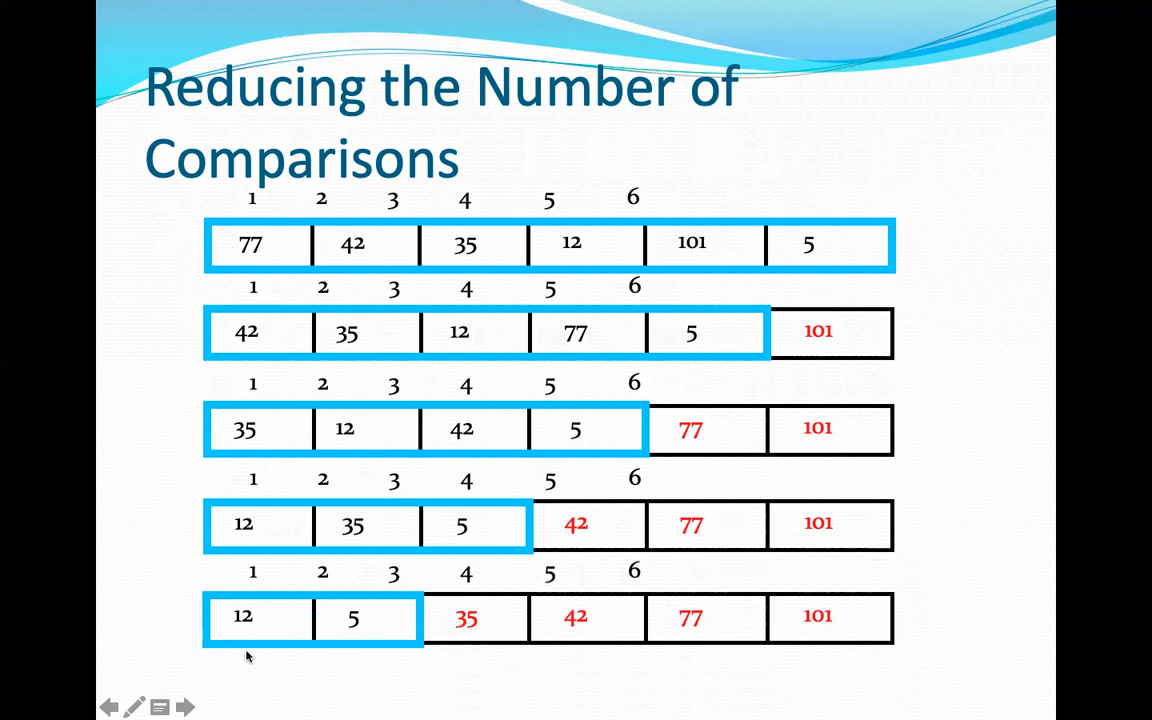 Reducing the Number of
Comparisons
1 2 3 4 5 6
77 42 35 12 101 5
1 2 3 4 5 6
42 35 12 77 5 101
1 2 3 4 5 6
35 12 42 5 77 101
1 2 3 4 5 6
12 35 5 42 77 101
1 2 3 4 5 6
12 5 35 42 77 101